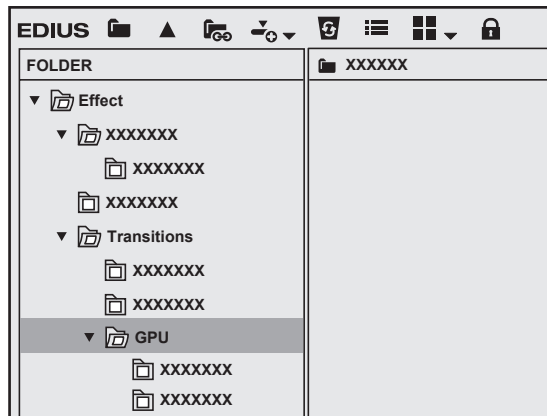 EDIUS
FOLDER
XXXXXX
Effect
XXXXXXX
XXXXXXX
XXXXXXX
Transitions
XXXXXXX
XXXXXXX
GPU
XXXXXXX
XXXXXXX